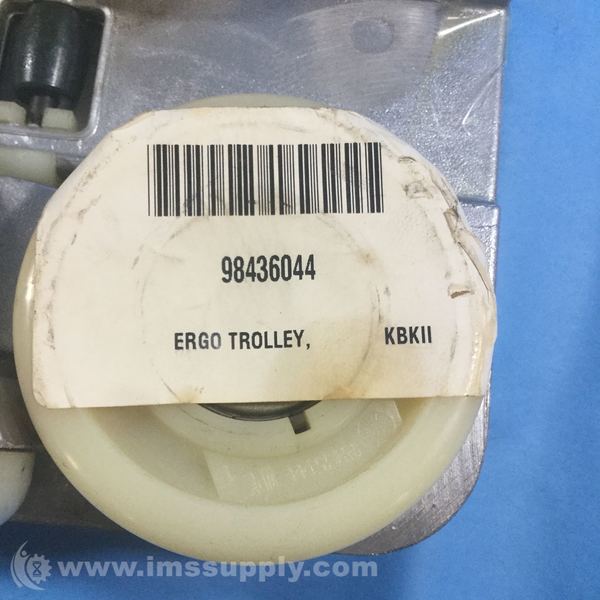 98436044
ERGO TROLLEY, KBKII
www.imssupply.com